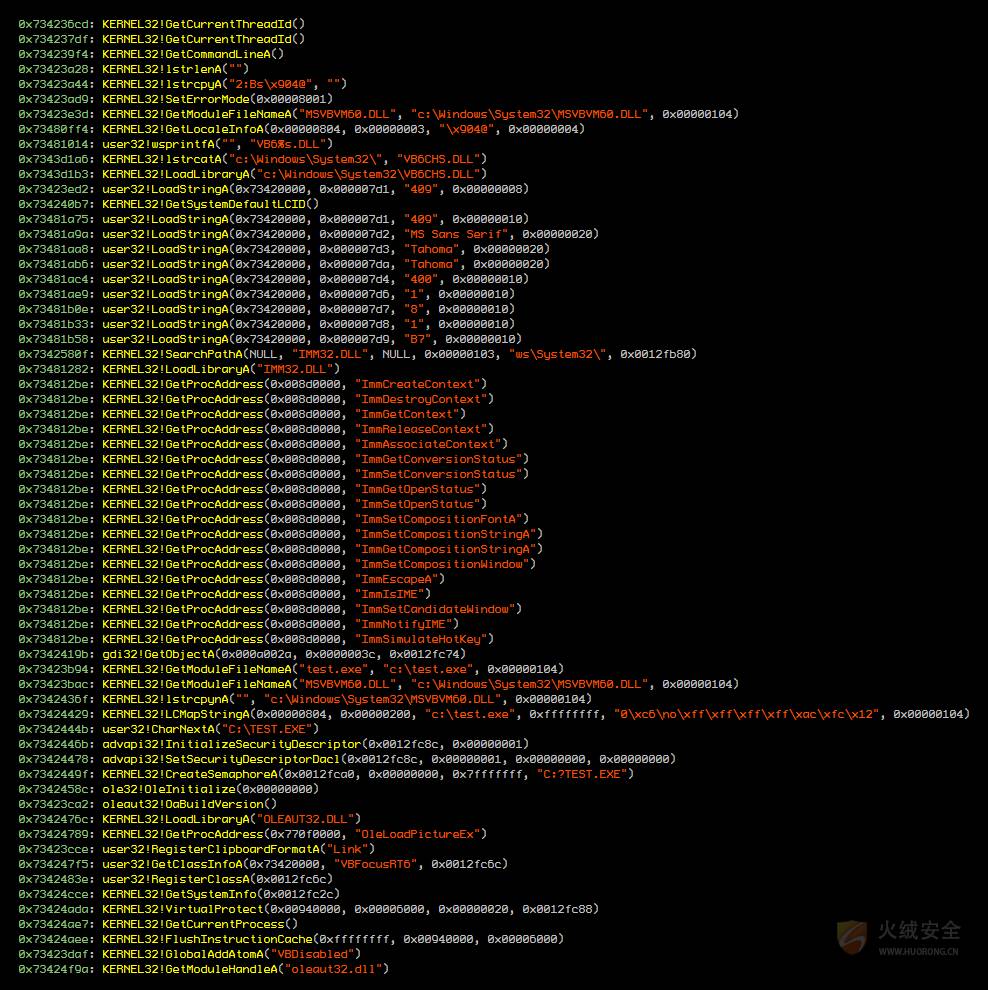 0x734236cd: KERNEL32!GetCurrentThreadId()
0x734237df: KERNEL32!GetCurrentThreadId()
0x734239f4: KERNEL32!GetCommandLineA()
0x73423a28: KERNEL32!lstrlenA("")
0x73423a44: KERNEL32!lstrcpyA("2:Bs\x904@", "")
0x73423ad9: KERNEL32!SetErrorMode(0x00008001)
0x73423e3d: KERNEL32!GetModuleFileNameA("MSVBVM60.DLL", "c:\Windows\System32\MSVBVM60.DLL", 0x00000104)
0x73480ff4: KERNEL32!GetLocaleInfoA(0x00000804, 0x00000003, "\x904@", 0x00000004)
0x73481014: user32!wsprintfA("", "VB6%s.DLL")
0x7343d1a6: KERNEL32!lstrcatA("c:\Windows\System32\", "VB6CHS.DLL")
0x7343d1b3: KERNEL32!LoadLibraryA("c:\Windows\System32\VB6CHS.DLL")
0x73423ed2: user32!LoadStringA(0x73420000, 0x000007d1, "409", 0x00000008)
0x734240b7: KERNEL32!GetSystemDefaultLCID()
0x73481a75: user32!LoadStringA(0x73420000, 0x000007d1, "409", 0x00000010)
0x73481a9a: user32!LoadStringA(0x73420000, 0x000007d2, "MS Sans Serif", 0x00000020)
0x73481aa8: user32!LoadStringA(0x73420000, 0x000007d3, "Tahoma", 0x00000020)
0x73481ab6: user32!LoadStringA(0x73420000, 0x000007da, "Tahoma", 0x00000020)
0x73481ac4: user32!LoadStringA(0x73420000, 0x000007d4, "400", 0x00000010)
0x73481ae9: user32!LoadStringA(0x73420000, 0x000007d6, "1", 0x00000010)
0x73481b0e: user32!LoadStringA(0x73420000, 0x000007d7, "8", 0x00000010)
0x73481b33: user32!LoadStringA(0x73420000, 0x000007d8, "1", 0x00000010)
0x73481b58: user32!LoadStringA(0x73420000, 0x000007d9, "B7", 0x00000010)
0x7342580f: KERNEL32!SearchPathA(NULL, "IMM32.DLL", NULL, 0x00000103, "ws\System32\", 0x0012fb80)
0x73481282: KERNEL32!LoadLibraryA("IMM32.DLL")
0x734812be: KERNEL32!GetProcAddress(0x008d0000, "ImmCreateContext")
0x734812be: KERNEL32!GetProcAddress(0x008d0000, "ImmDestroyContext")
0x734812be: KERNEL32!GetProcAddress(0x008d0000, "ImmGetContext")
0x734812be: KERNEL32!GetProcAddress(0x008d0000, "ImmReleaseContext")
0x734812be: KERNEL32!GetProcAddress(0x008d0000, "ImmAssociateContext")
0x734812be: KERNEL32!GetProcAddress(0x008d0000, "ImmGetConversionStatus")
0x734812be: KERNEL32!GetProcAddress(0x008d0000, "ImmSetConversionStatus")
0x734812be: KERNEL32!GetProcAddress(0x008d0000, "ImmGetOpenStatus")
0x734812be: KERNEL32!GetProcAddress(0x008d0000, "ImmSetOpenStatus")
0x734812be: KERNEL32!GetProcAddress(0x008d0000, "ImmSetCompositionFontA")
0x734812be: KERNEL32!GetProcAddress(0x008d0000, "ImmSetCompositionStringA")
0x734812be: KERNEL32!GetProcAddress(0x008d0000, "ImmGetCompositionStringA")
0x734812be: KERNEL32!GetProcAddress(0x008d0000, "ImmSetCompositionWindow")
0x734812be: KERNEL32!GetProcAddress(0x008d0000, "ImmEscapeA")
0x734812be: KERNEL32!GetProcAddress(0x008d0000, "ImmIsIME")
0x734812be: KERNEL32!GetProcAddress(0x008d0000, "ImmSetCandidateWindow")
0x734812be: KERNEL32!GetProcAddress(0x008d0000, "ImmNotifyIME")
0x734812be: KERNEL32!GetProcAddress(0x008d0000, "ImmSimulateHotKey")
0x7342419b: gdi32!GetObjectA(0x000a002a, 0x0000003c, 0x0012fc74)
0x73423b94: KERNEL32!GetModuleFileNameA("test.exe", "c:\test.exe", 0x00000104)
0x73423bac: KERNEL32!GetModuleFileNameA("MSVBVM60.DLL", "c:\Windows\System32\MSVBVM60.DLL", 0x00000104)
0x7342436f: KERNEL32!lstrcpynA("", "c:\Windows\System32\MSVBVM60.DLL", 0x00000104)
0x73424429: KERNEL32!LCMapStringA(0x00000804, 0x00000200, "c:\test.exe", 0xffffffff, "0\xc6\no\xff\xff\xff\xff\xac\xfc\x12", 0x00000104)
0x7342444b: user32!CharNextA("C:\TEST.EXE")
0x7342446b: advapi32!InitializeSecurityDescriptor(0x0012fc8c, 0x00000001)
0x73424478: advapi32!SetSecurityDescriptorDacl(0x0012fc8c, 0x00000001, 0x00000000, 0x00000000)
0x7342449f: KERNEL32!CreateSemaphoreA(0x0012fca0, 0x00000000, 0x7fffffff, "C:?TEST.EXE")
0x7342458c: ole32!OleInitialize(0x00000000)
0x73423ca2: oleaut32!OaBuildVersion()
0x7342476c: KERNEL32!LoadLibraryA("OLEAUT32.DLL")
0x73424789: KERNEL32!GetProcAddress(0x770f0000, "OleLoadPictureEx")
0x73423cce: user32!RegisterClipboardFormatA("Link")
0x734247f5: user32!GetClassInfoA(0x73420000, "VBFocusRT6", 0x0012fc6c)
0x7342483e: user32!RegisterClassA(0x0012fc6c)
0x73424cce: KERNEL32!GetSystemInfo(0x0012fc2c)
0x73424ada: KERNEL32!VirtualProtect(0x00940000, 0x00006000, 0x00000020, 0x0012fc88)
0x73424ae7: KERNEL32!GetCurrentProcess()
0x73424aee: KERNEL32!FlushInstructionCache(0xffffffff, 0x00940000, 0x00006000)
0x73423daf: KERNEL32!GlobalAddAtomA("VBDisabled")
0x73424f9a: KERNEL32!GetModuleHandleA("oleaut32.dll")
火绒安全
WWW.HUORONG.CN